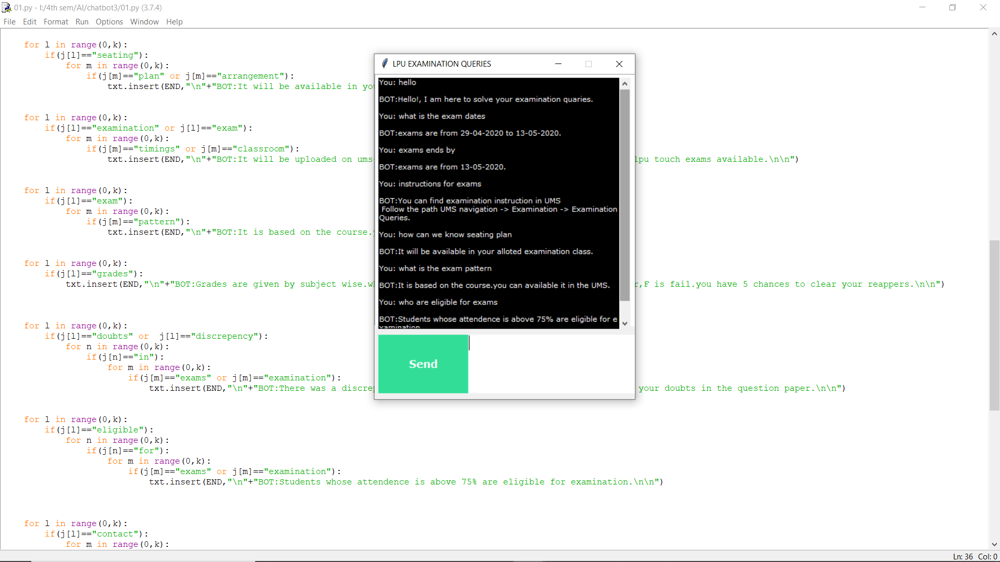 01.py - I:/4th sem/AI/chatbot3/01.py (3.7.4)
File Edit Format Run Options Window Help
for l in range(0,k):
if(j[l]=="seating"):
for m in range(0,k):
if(j[m]=="plan" or j[m]=="arrangement"):
txt.insert(END,"\n"+"BOT:It will be available in yo
for l in range(0,k):
if(j[l]=="examination" or j[l]=="exam"):
for m in range(0,k):
if(j[m]=="timings" or j[m]=="classroom"):
txt.insert(END,"\n"+"BOT:It will be uploaded on ums lpu touch exams available.\n\n")
for l in range(0,k):
if(j[l]=="exam"):
for m in range(0,k):
if(j[m]=="pattern"):
txt.insert(END,"\n"+"BOT:It is based on the course.
for l in range(0,k):
if(j[l]=="grades"):
txt.insert(END,"\n"+"BOT:Grades are given by subject wise.w r,F is fail.you have 5 chances to clear your reappers.\n\n")
for l in range(0,k):
if(j[l]=="doubts" or  j[l]=="discrepency"):
for n in range(0,k):
if(j[n]=="in"):
for m in range(0,k):
if(j[m]=="exams" or j[m]=="examination"):
txt.insert(END,"\n"+"BOT:There was a discrep your doubts in the question paper.\n\n")
for l in range(0,k):
if(j[l]=="eligible"):
for n in range(0,k):
if(j[n]=="for"):
for m in range(0,k):
if(j[m]=="exams" or j[m]=="examination"):
txt.insert(END,"\n"+"BOT:Students whose attendence is above 75% are eligible for examination.\n\n")
for l in range(0,k):
if(j[l]=="contact"):
for m in range(0,k):
LPU EXAMINATION QUERIES
You: hello
BOT:Hello!, I am here to solve your examination quaries.
You: what is the exam dates
BOT:exams are from 29-04-2020 to 13-05-2020.
You: exams ends by
BOT:exams are from 13-05-2020.
You: instructions for exams
BOT:You can find examination instruction in UMS
Follow the path UMS navigation -> Examination -> Examination
Queries.
You: how can we know seating plan
BOT:It will be available in your alloted examination class.
You: what is the exam pattern
BOT:It is based on the course.you can available it in the UMS.
You: who are eligible for exams
BOT:Students whose attendence is above 75% are eligible for e
xamination
Send
Ln: 36 Col: 0